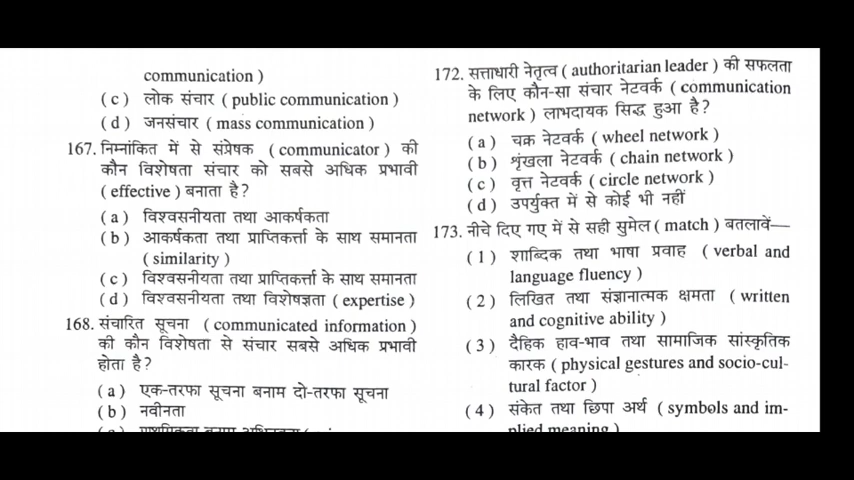 communication )
( c ) लोक संचार ( public communication )
( d ) जनसंचार ( mass communication )
167. निम्नांकित में से संप्रेषक ( communicator ) की
कौन विशेषता संचार को सबसे अधिक प्रभावी
( effective ) बनाता है?
( a ) विश्वसनीयता तथा आकर्षकता
( b ) आकर्षकता तथा प्राप्तिकर्त्ता के साथ समानता
( similarity )
( c ) विश्वसनीयता तथा प्राप्तिकर्त्ता के साथ समानता
( d ) विश्वसनीयता तथा विशेषज्ञता ( expertise )
168. संचारित सूचना ( communicated information )
की कौन विशेषता से संचार सबसे अधिक प्रभावी
होता है?
( a ) एक-तरफा सूचना बनाम दो-तरफा सूचना
( b ) नवीनता
172. सत्ताधारी नेतृत्व ( authoritarian leader ) की सफलता
के लिए कौन-सा संचार नेटवर्क ( communication
network ) लाभदायक सिद्ध हुआ है?
( a ) चक्र नेटवर्क ( wheel network )
( b ) शृंखला नेटवर्क ( chain network )
( c ) वृत्त नेटवर्क ( circle network )
( d ) उपर्युक्त में से कोई भी नहीं
173. नीचे दिए गए में से सही सुमेल ( match ) बतलावें—
( 1 ) शाब्दिक तथा भाषा प्रवाह ( verbal and
language fluency )
( 2 ) लिखित तथा संज्ञानात्मक क्षमता ( written
and cognitive ability )
( 3 ) दैहिक हाव-भाव तथा सामाजिक सांस्कृतिक
कारक ( physical gestures and socio-cul-
tural factor )
( 4 ) संकेत तथा छिपा अर्थ ( symbols and im-
plied meaning )